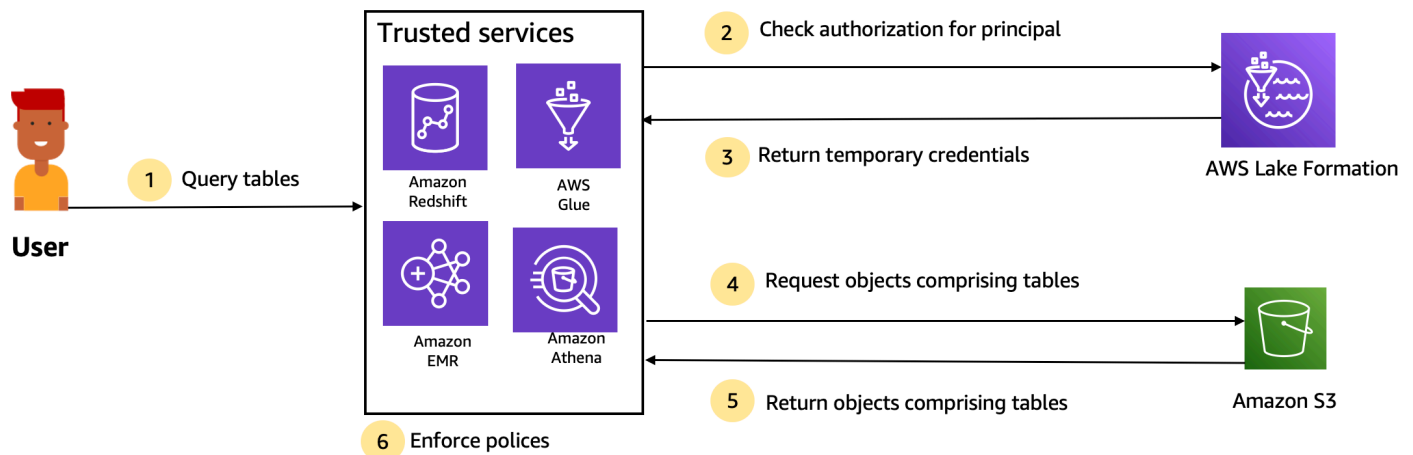 Trusted services
2 Check authorization for principal
Amazon
Redshift
AWS
Glue
3 Return temporary credentials
AWS Lake Formation
1 Query tables
User
Amazon
EMR
Amazon
Athena
4 Request objects comprising tables
5 Return objects comprising tables
Amazon S3
6 Enforce polices